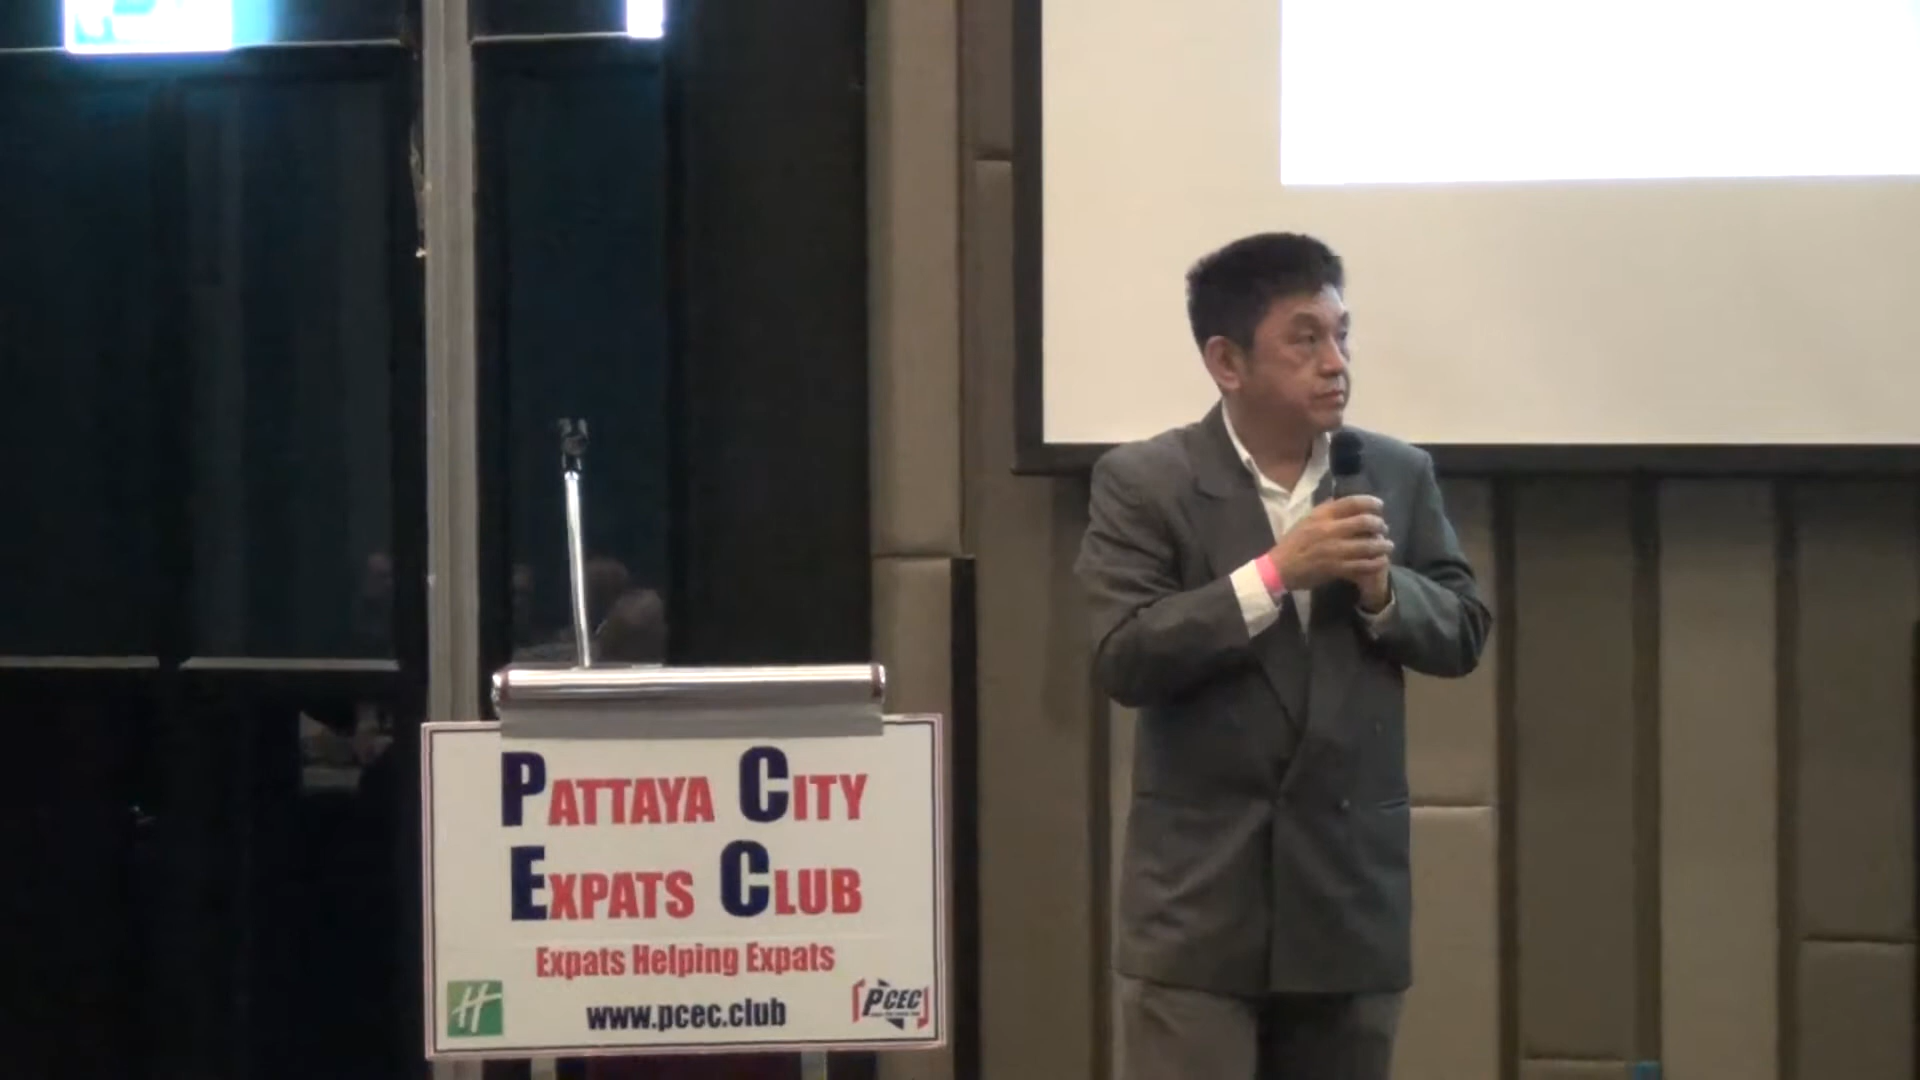 PATTAYA CITY
EXPATS CLUB
Expats Helping Expats
www.pcec.club
H
PCEC